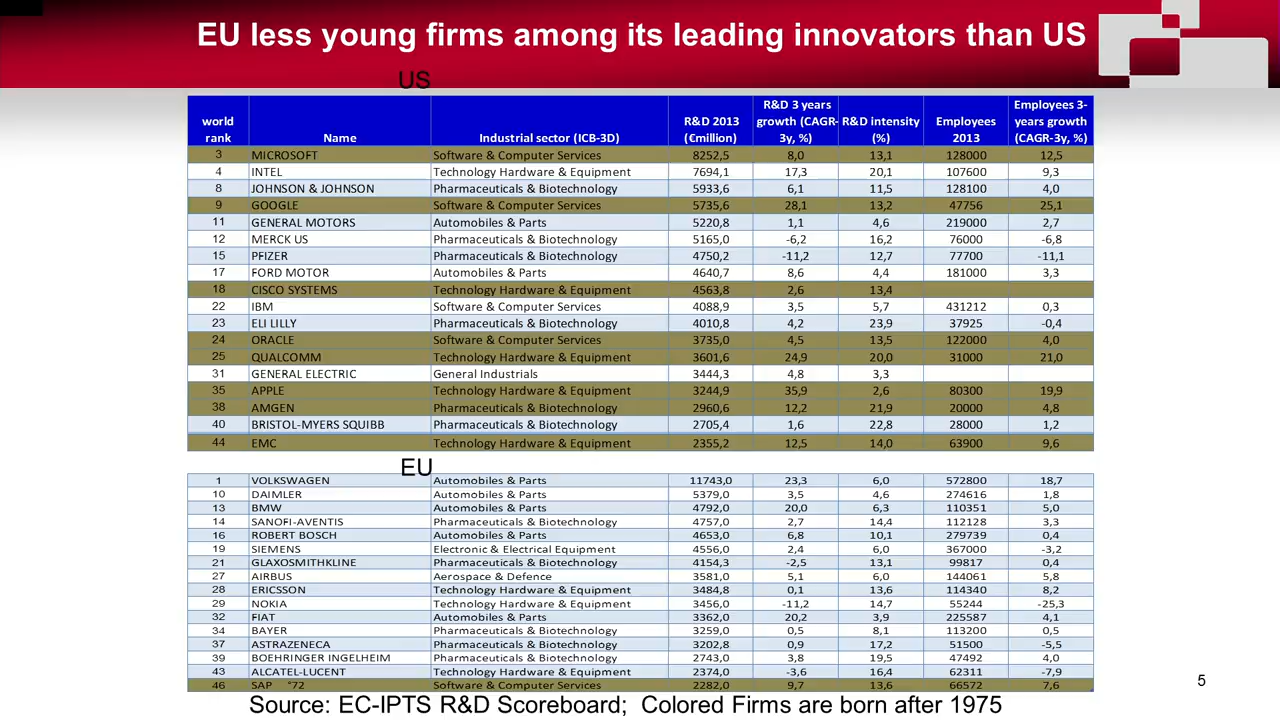 EU less young firms among its leading innovators than US
US
world rank Name Industrial sector (ICB-3D) R&D 2013 (€million) R&D 3 years growth (CAGR-3y, %) R&D intensity (%) Employees 2013 Employees 3-years growth (CAGR-3y, %)
3 MICROSOFT Software & Computer Services 8252,5 8,0 13,1 128000 12,5
4 INTEL Technology Hardware & Equipment 7694,1 17,3 20,1 107600 9,3
8 JOHNSON & JOHNSON Pharmaceuticals & Biotechnology 5933,6 6,1 11,5 128100 4,0
9 GOOGLE Software & Computer Services 5735,6 28,1 13,2 47756 25,1
11 GENERAL MOTORS Automobiles & Parts 5220,8 1,1 4,6 219000 2,7
12 MERCK US Pharmaceuticals & Biotechnology 5165,0 -6,2 16,2 76000 -6,8
15 PFIZER Pharmaceuticals & Biotechnology 4750,2 -11,2 12,7 77700 -11,1
17 FORD MOTOR Automobiles & Parts 4640,7 8,6 4,4 181000 3,3
18 CISCO SYSTEMS Technology Hardware & Equipment 4563,8 2,6 13,4
22 IBM Software & Computer Services 4088,9 3,5 5,7 431212 0,3
23 ELI LILLY Pharmaceuticals & Biotechnology 4010,8 4,2 23,9 37925 -0,4
24 ORACLE Software & Computer Services 3735,0 4,5 13,5 122000 4,0
25 QUALCOMM Technology Hardware & Equipment 3601,6 24,9 20,0 31000 21,0
31 GENERAL ELECTRIC General Industrials 3444,3 4,8 3,3
35 APPLE Technology Hardware & Equipment 3244,9 35,9 2,6 80300 19,9
38 AMGEN Pharmaceuticals & Biotechnology 2960,6 12,2 21,9 20000 4,8
40 BRISTOL-MYERS SQUIBB Pharmaceuticals & Biotechnology 2705,4 1,6 22,8 28000 1,2
44 EMC Technology Hardware & Equipment 2355,2 12,5 14,0 63900 9,6
EU
1 VOLKSWAGEN Automobiles & Parts 11743,0 23,3 6,0 572800 18,7
10 DAIMLER Automobiles & Parts 5379,0 3,5 4,6 274616 1,8
13 BMW Automobiles & Parts 4792,0 20,0 6,3 110351 5,0
14 SANOFI-AVENTIS Pharmaceuticals & Biotechnology 4757,0 2,7 14,4 112128 3,3
16 ROBERT BOSCH Automobiles & Parts 4653,0 6,8 10,1 279739 0,4
19 SIEMENS Electronic & Electrical Equipment 4556,0 2,4 6,0 367000 -3,2
21 GLAXOSMITHKLINE Pharmaceuticals & Biotechnology 4154,3 -2,5 13,1 99817 0,4
27 AIRBUS Aerospace & Defence 3581,0 5,1 6,0 144061 5,8
28 ERICSSON Technology Hardware & Equipment 3484,8 0,1 13,6 114340 8,2
29 NOKIA Technology Hardware & Equipment 3456,0 -11,2 14,7 55244 -25,3
32 FIAT Automobiles & Parts 3362,0 20,2 3,9 225587 4,1
34 BAYER Pharmaceuticals & Biotechnology 3259,0 0,5 8,1 113200 0,5
37 ASTRAZENECA Pharmaceuticals & Biotechnology 3202,8 0,9 17,2 51500 -5,5
39 BOEHRINGER INGELHEIM Pharmaceuticals & Biotechnology 2743,0 3,8 19,5 47492 4,0
43 ALCATEL-LUCENT Technology Hardware & Equipment 2374,0 -3,6 16,4 62311 -7,9
46 SAP °72 Software & Computer Services 2282,0 9,7 13,6 66572 7,6
5
Source: EC-IPTS R&D Scoreboard; Colored Firms are born after 1975